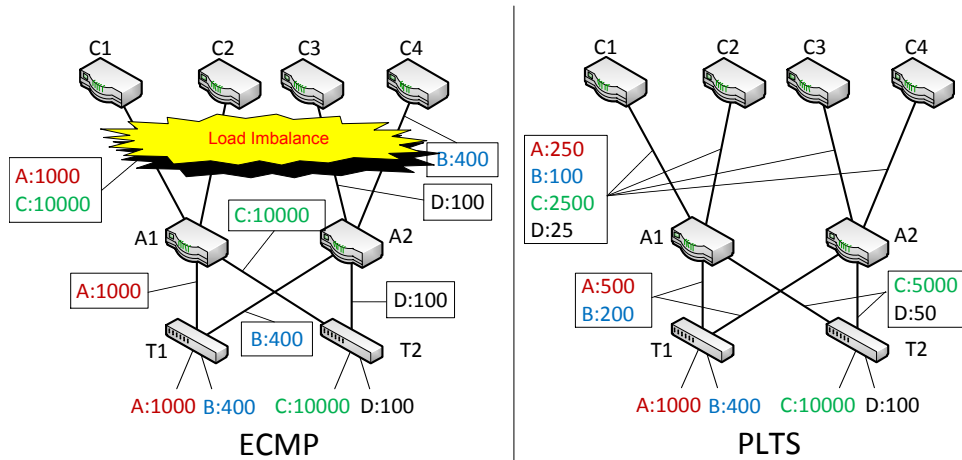 C1
C2
C3
C4
Load Imbalance
B:400
A:1000
C:10000
D:100
C:10000
A1
A2
A:1000
D:100
B:400
T1
T2
A:1000
B:400
C:10000
D:100
ECMP
C1
C2
C3
C4
A:250
B:100
C:2500
D:25
A1
A2
A:500
B:200
C:5000
D:50
T1
T2
A:1000
B:400
C:10000
D:100
PLTS